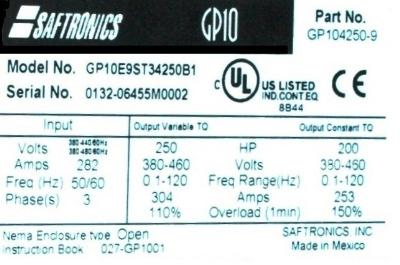 SAFTRONICS GP10 Part No.
GP104250-9
Model No. GP10E9ST34250B1
Serial No. 0132-06455M0002
C UL US LISTED CE
IND.CONT.EQ.
8B44
Input Output Variable TQ Output Constant TQ
Volts 380-440/50Hz 250 HP 200
380-480/60Hz 380-460 Volts 380-460
Amps 282
Freq (Hz) 50/60 0.1-120 Freq Range(Hz) 0.1-120
Phase(s) 3 304 Amps 253
110% Overload (1min) 150%
Nema Enclosure type Open SAFTRONICS, INC
Instruction Book 027-GP1001 Made in Mexico